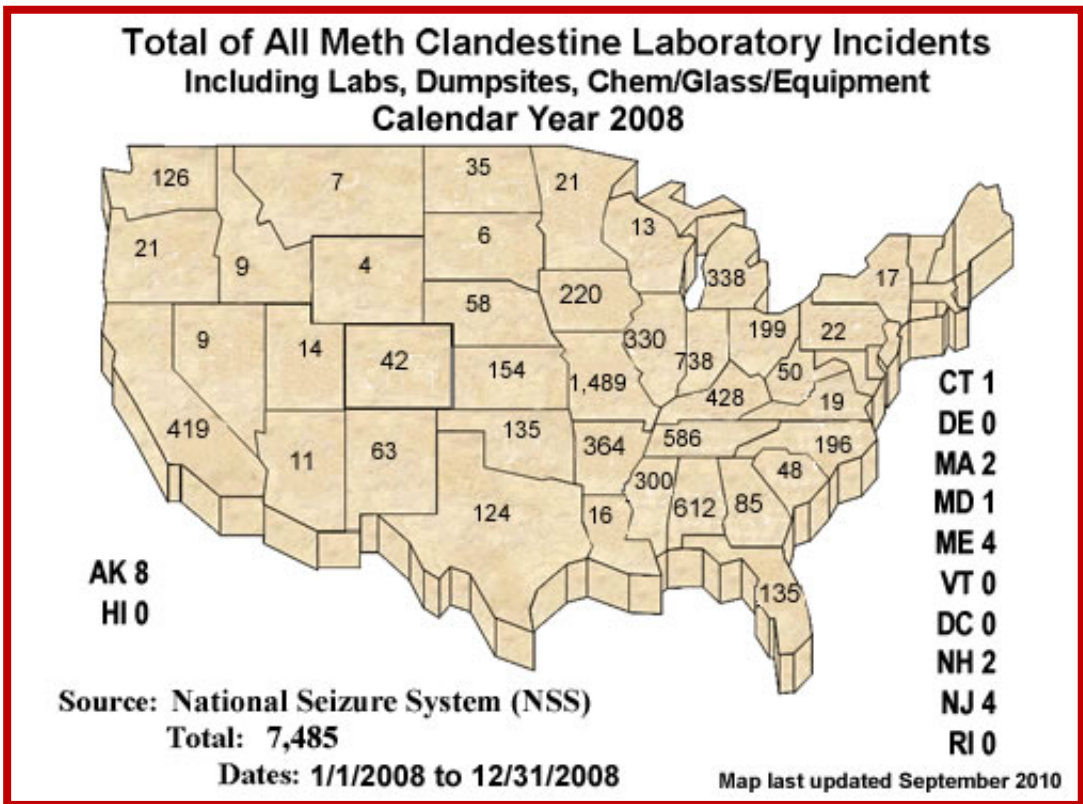 Total of All Meth Clandestine Laboratory Incidents
Including Labs, Dumpsites, Chem/Glass/Equipment
Calendar Year 2008
126
7
35
21
21
9
4
6
13
338
17
58
220
9
14
42
154
330
738
199
22
1,489
428
50
19
419
11
63
135
364
586
196
124
16
300
612
85
48
135
CT 1
DE 0
MA 2
MD 1
ME 4
VT 0
DC 0
NH 2
NJ 4
RI 0
AK 8
HI 0
Source: National Seizure System (NSS)
Total: 7,485
Dates: 1/1/2008 to 12/31/2008
Map last updated September 2010